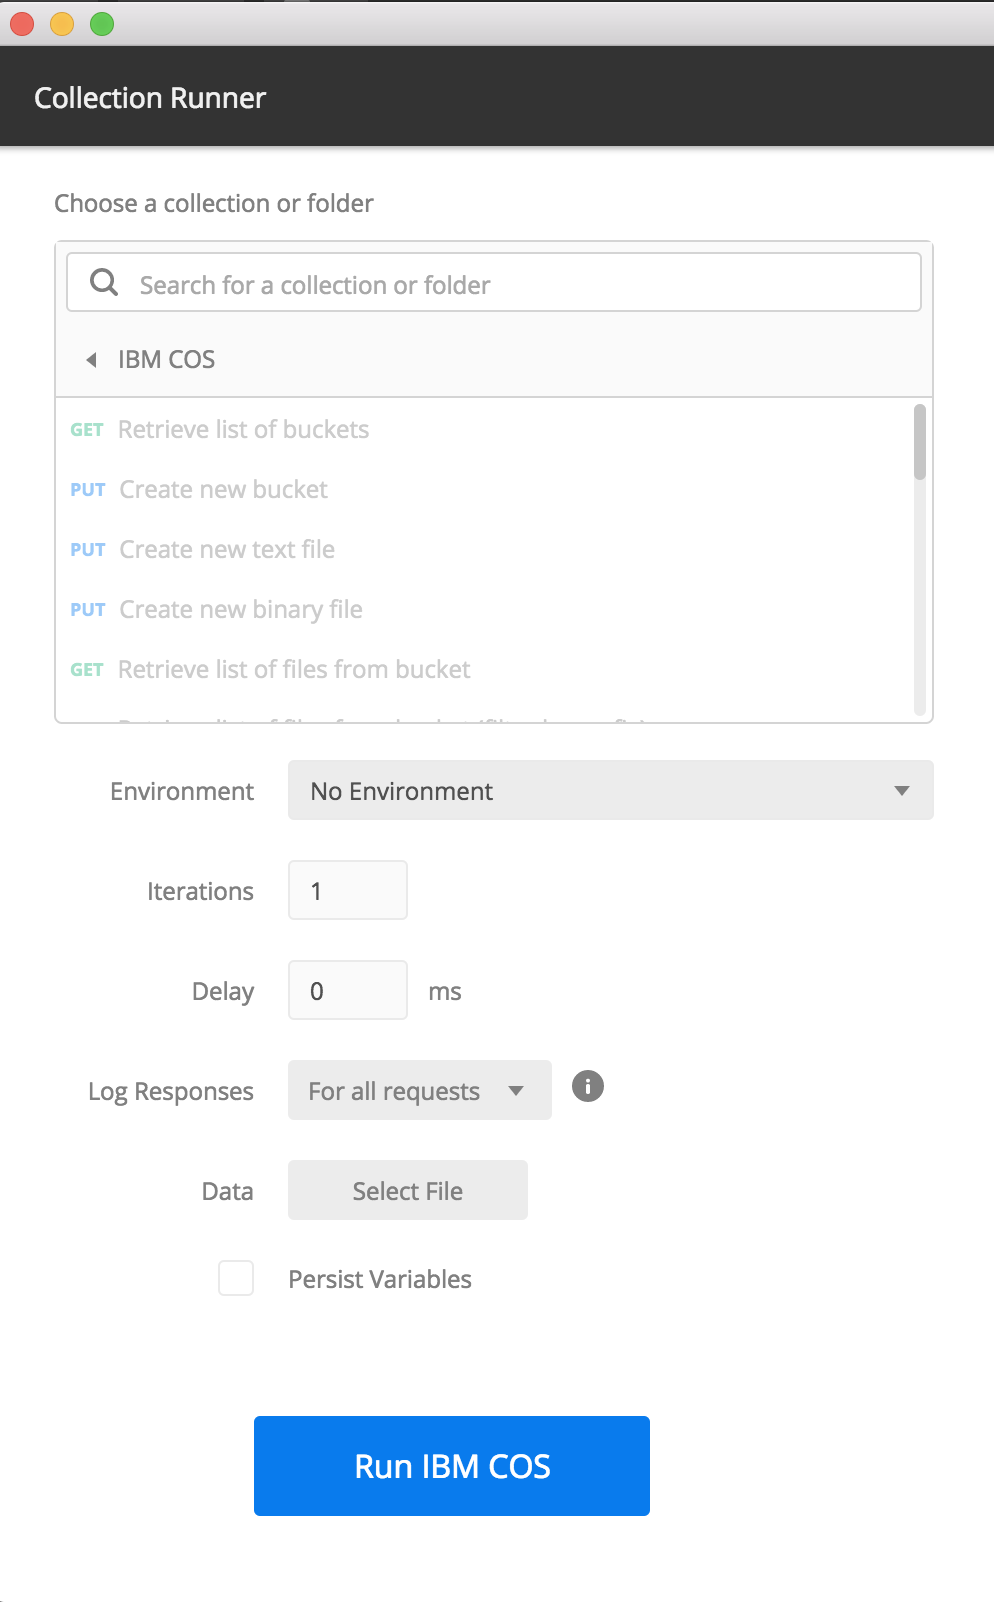 Collection Runner
Choose a collection or folder
Search for a collection or folder
IBM COS
GET Retrieve list of buckets
PUT Create new bucket
PUT Create new text file
PUT Create new binary file
GET Retrieve list of files from bucket
Environment No Environment
Iterations 1
Delay 0 ms
Log Responses For all requests
Data Select File
Persist Variables
Run IBM COS